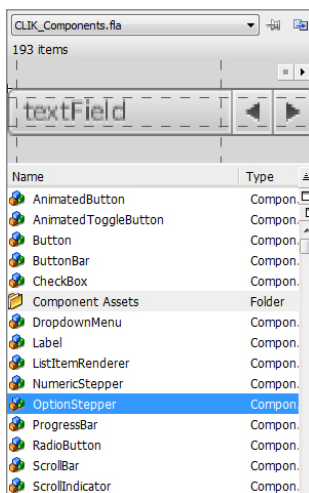 CLIK_Components.fla
193 items
textField
Name Type
AnimatedButton Compon.
AnimatedToggleButton Compon.
Button Compon.
ButtonBar Compon.
CheckBox Compon.
Component Assets Folder
DropdownMenu Compon.
Label Compon.
ListItemRenderer Compon.
NumericStepper Compon.
OptionStepper Compon.
ProgressBar Compon.
RadioButton Compon.
ScrollBar Compon.
ScrollIndicator Compon.